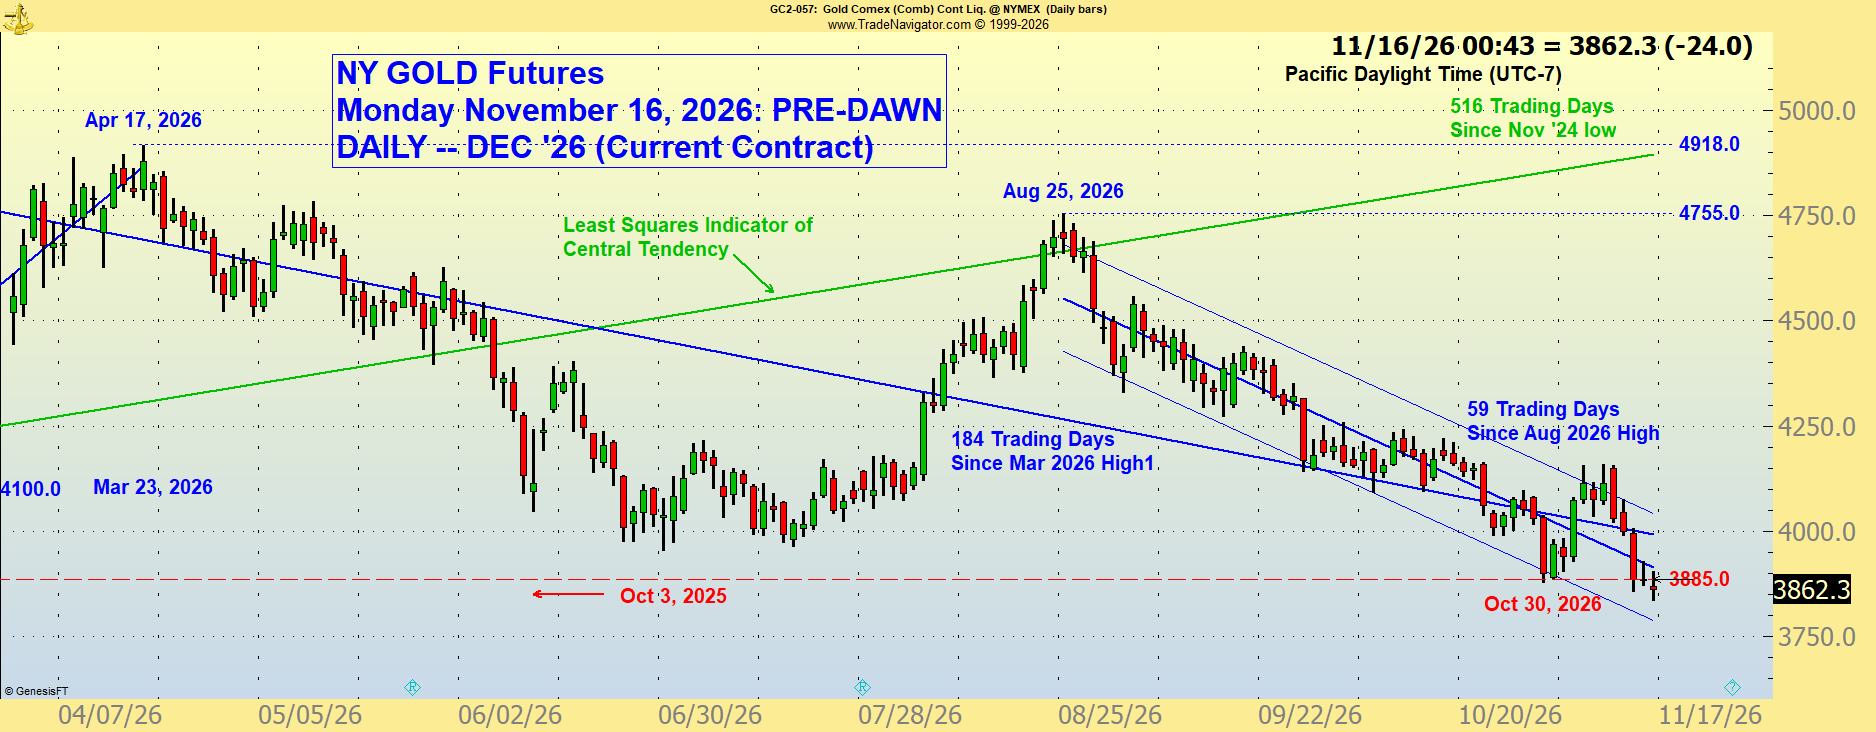 GC2-057: Gold Comex (Comb) Cont Liq. @ NYMEX (Daily bars)
www.TradeNavigator.com © 1999-2026
11/16/26 00:43 = 3862.3 (-24.0)
Pacific Daylight Time (UTC-7)
NY GOLD Futures
Monday November 16, 2026: PRE-DAWN
DAILY -- DEC '26 (Current Contract)
516 Trading Days
Since Nov '24 low
Apr 17, 2026
4918.0
Aug 25, 2026
4755.0
Least Squares Indicator of
Central Tendency
59 Trading Days
Since Aug 2026 High
184 Trading Days
Since Mar 2026 High1
4100.0
Mar 23, 2026
3885.0
Oct 3, 2025
Oct 30, 2026
5000.0
4750.0
4500.0
4250.0
4000.0
3862.3
3750.0
© GenesisFT
R
R
?
04/07/26
05/05/26
06/02/26
06/30/26
07/28/26
08/25/26
09/22/26
10/20/26
11/17/26